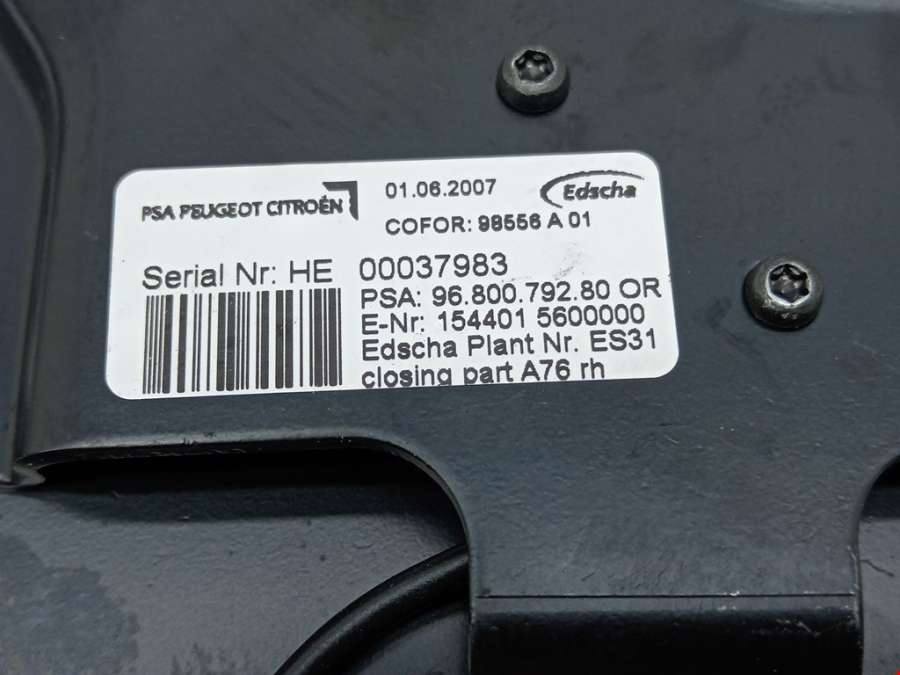 PSA PEUGEOT CITROËN
01.06.2007
Edscha
COFOR: 98556 A 01
Serial Nr: HE 00037983
PSA: 96.800.792.80 OR
E-Nr: 154401 5600000
Edscha Plant Nr. ES31
closing part A76 rh